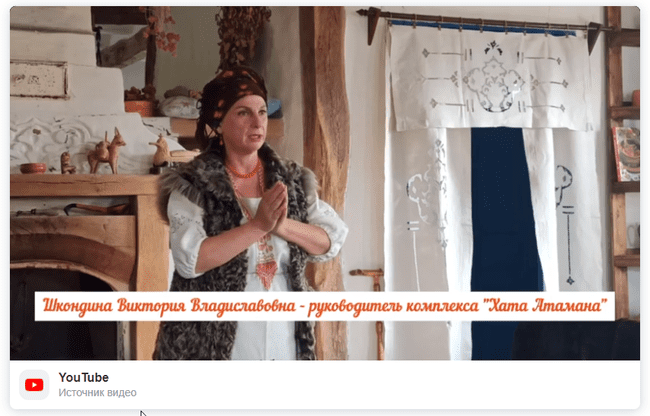 Шкондина Виктория Владиславовна - руководитель комплекса "Хата Атамана"
YouTube
Источник видео